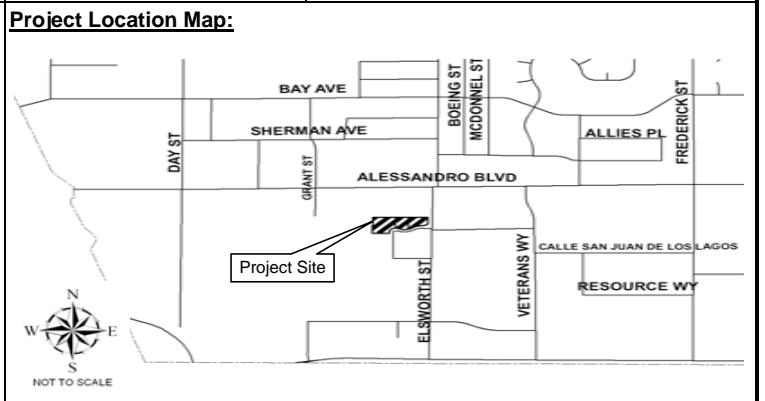 Project Location Map:
BAY AVE
BOEING ST
MCDONNEL ST
FREDERICK ST
SHERMAN AVE
ALLIES PL
DAY ST
GRANT ST
ALESSANDRO BLVD
Project Site
CALLE SAN JUAN DE LOS LAGOS
ELSWORTH ST
VETERANS WY
RESOURCE WY
N
W
E
S
NOT TO SCALE